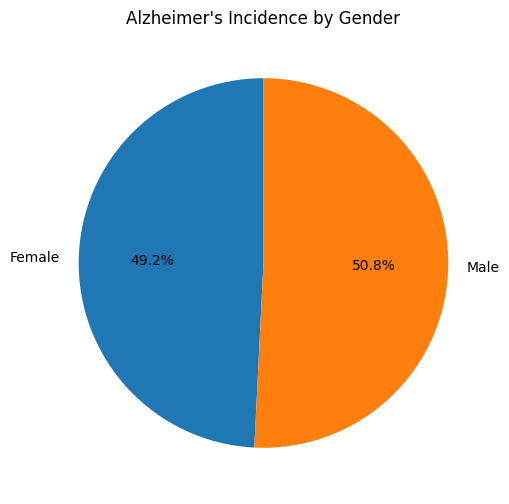 Alzheimer's Incidence by Gender
Female
49.2%
50.8%
Male